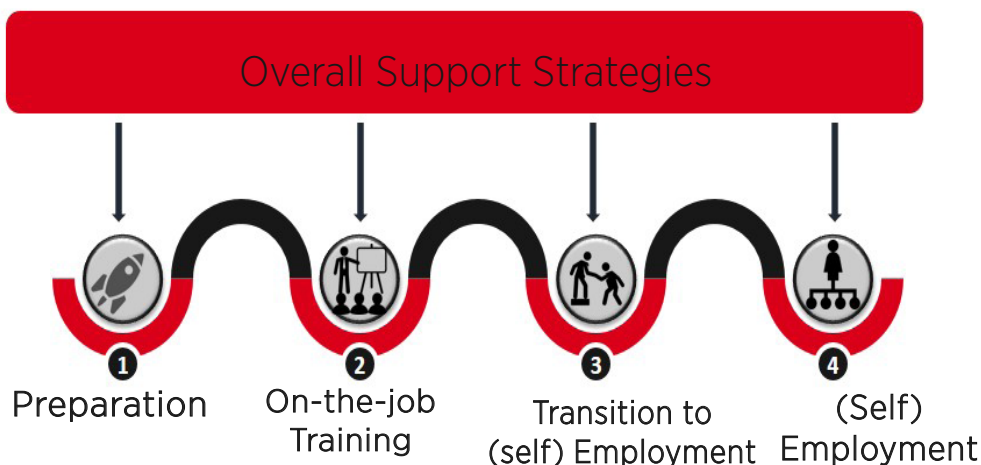 Overall Support Strategies
1
2
3
4
Preparation
On-the-job
Training
Transition to
(self) Employment
(Self)
Employment